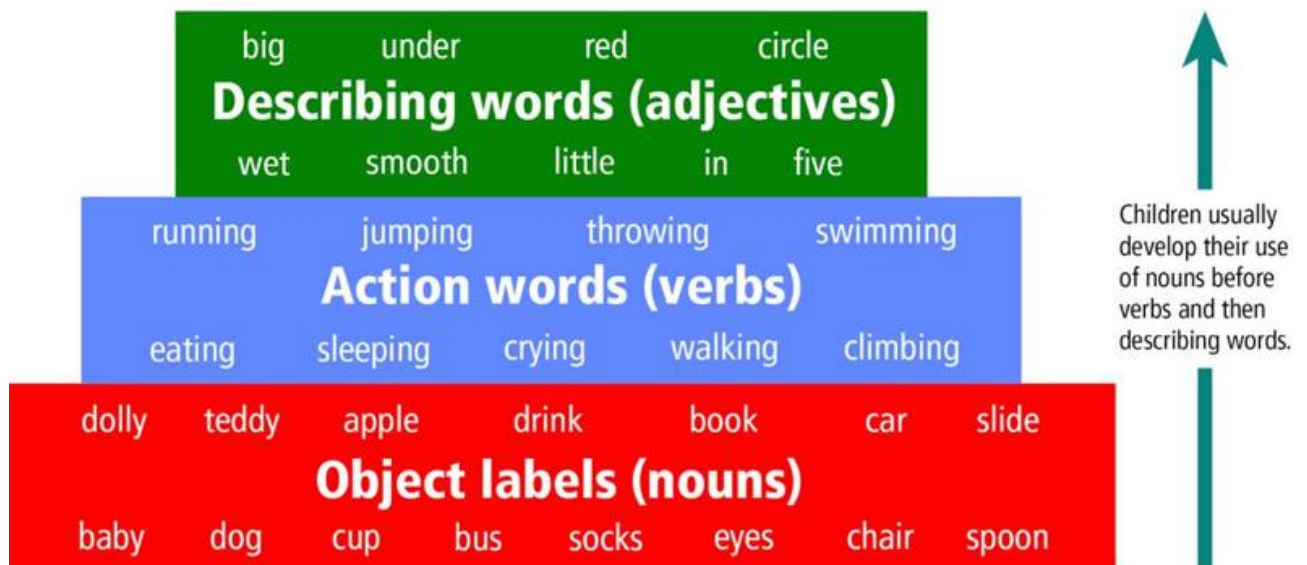 big under red circle
Describing words (adjectives)
wet smooth little in five
running jumping throwing swimming
Action words (verbs)
eating sleeping crying walking climbing
dolly teddy apple drink book car slide
Object labels (nouns)
baby dog cup bus socks eyes chair spoon
Children usually
develop their use
of nouns before
verbs and then
describing words.